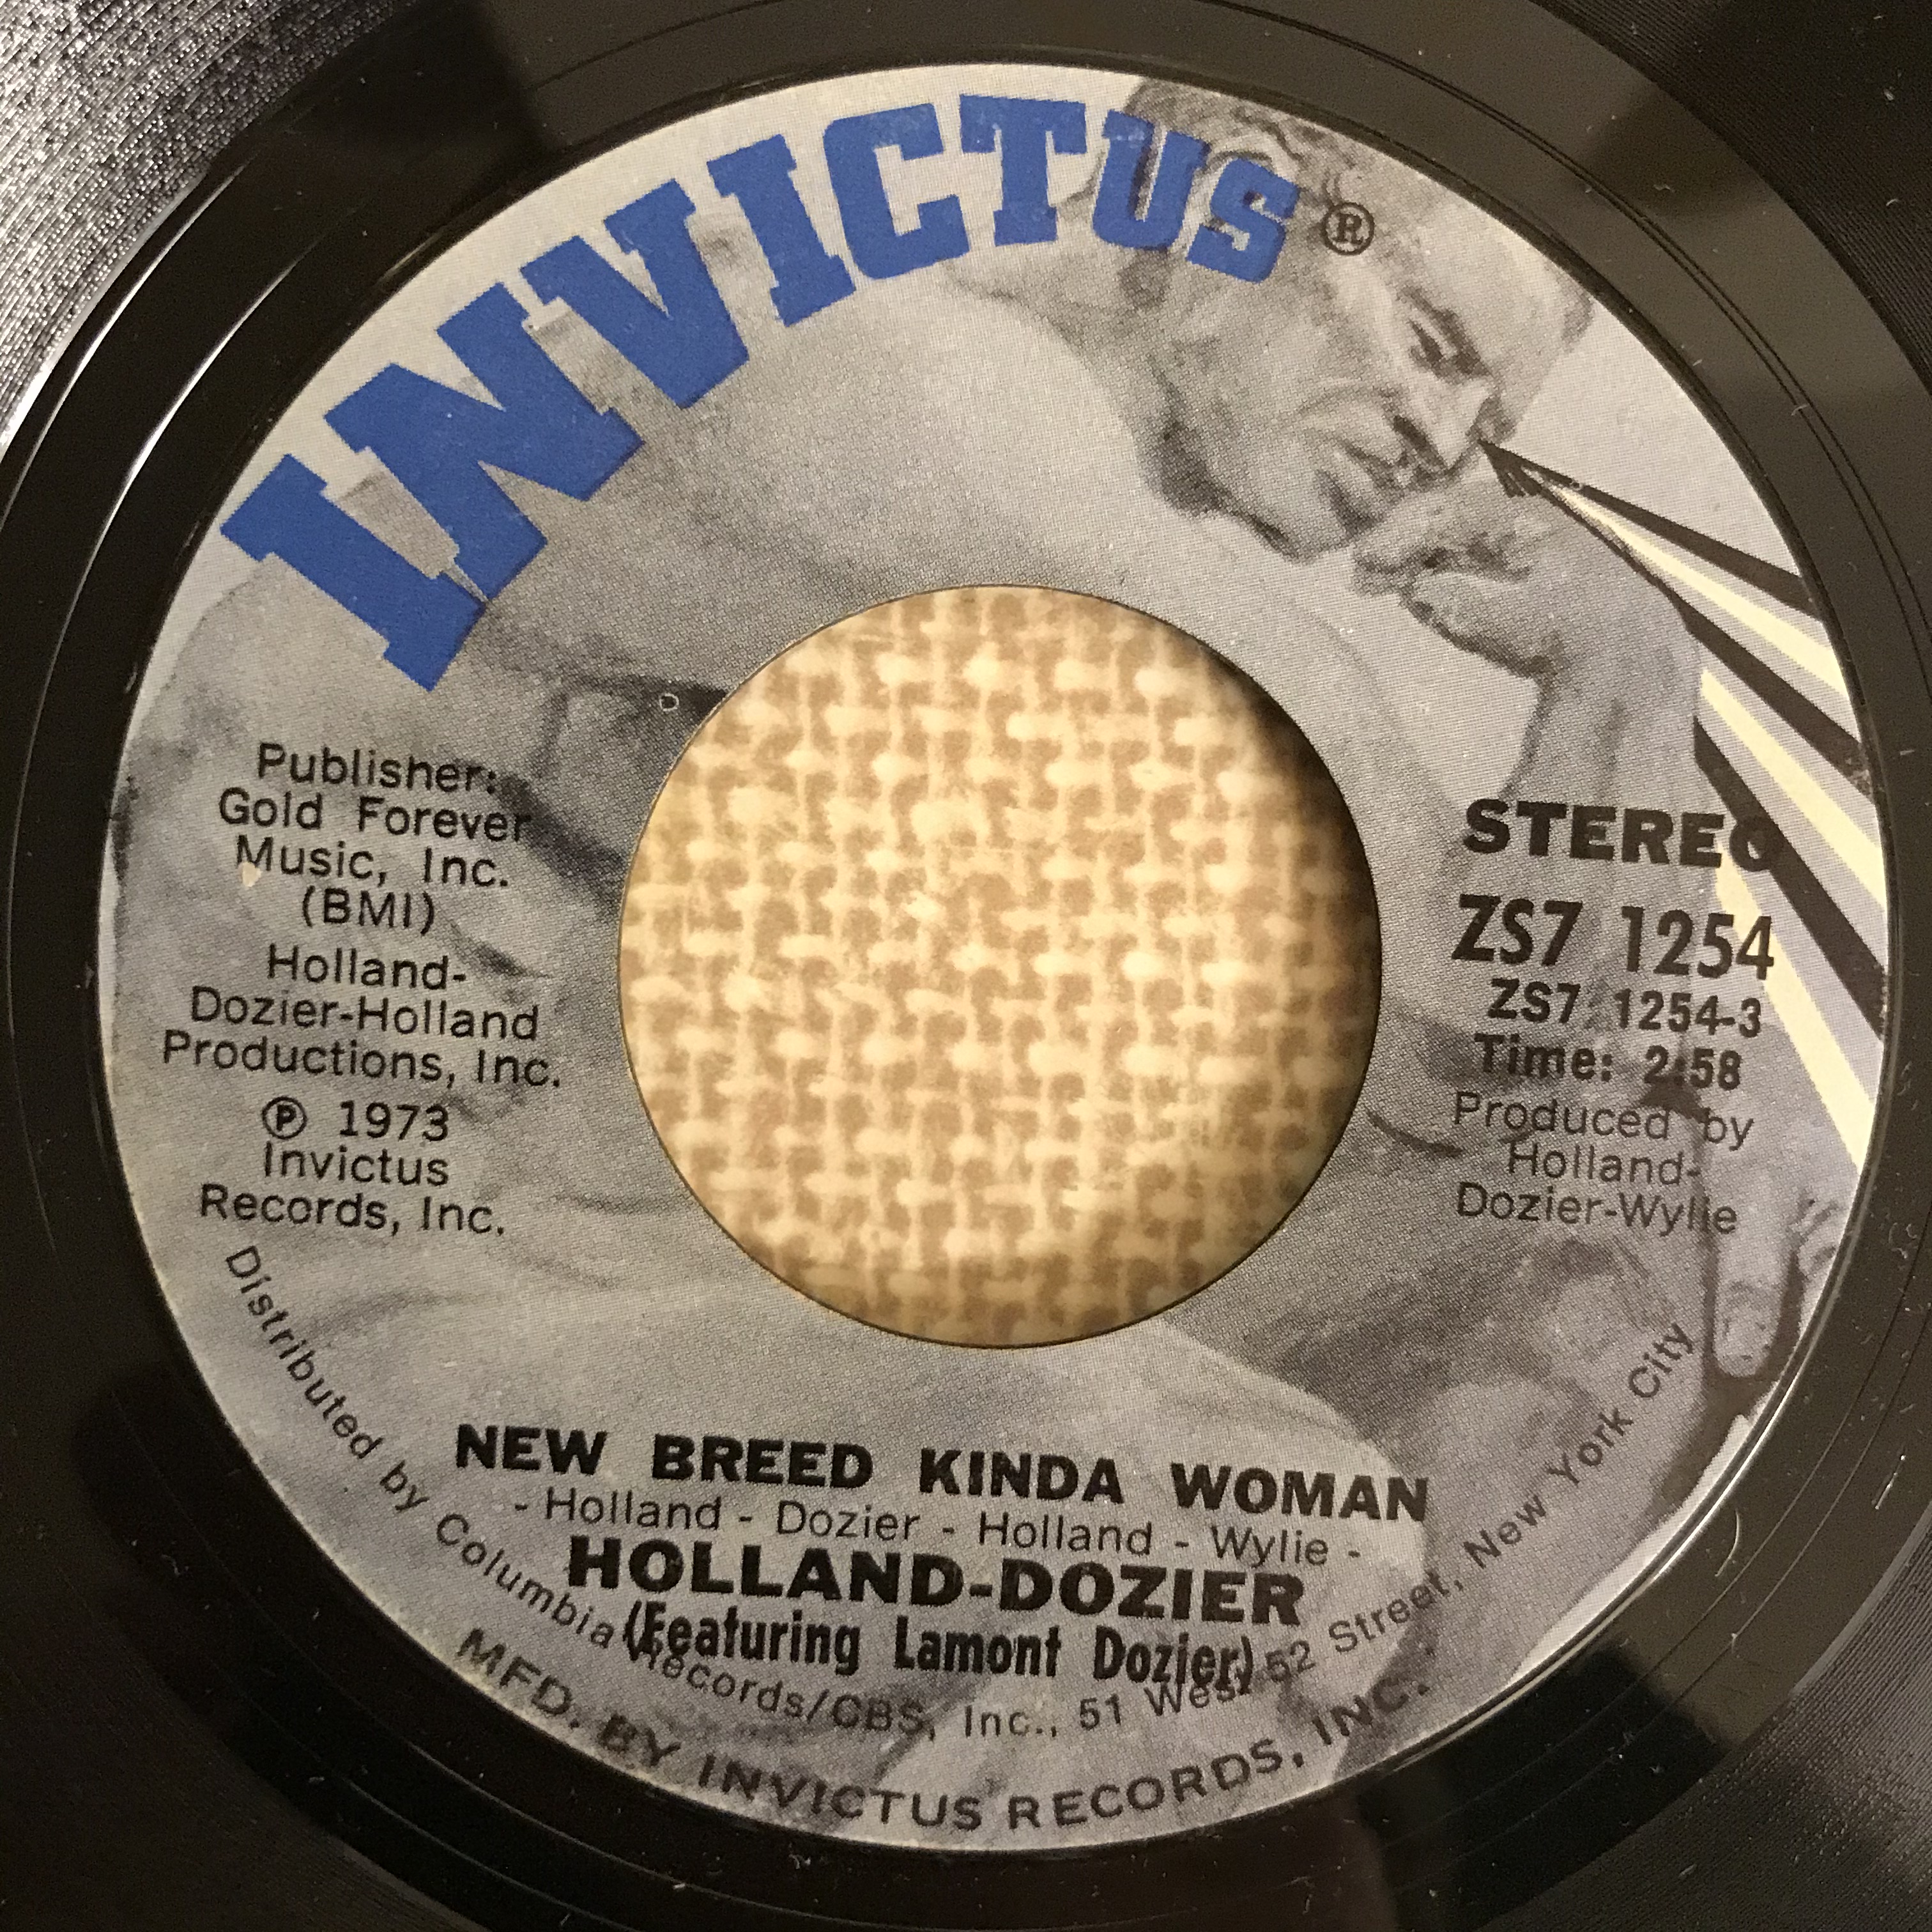 INVICTUS®
Publisher:
Gold Forever
Music, Inc.
(BMI)
Holland-
Dozier-Holland
Productions, Inc.
Ⓟ 1973
Invictus
Records, Inc.
STEREO
ZS7 1254
ZS7 1254-3
Time: 2:58
Produced by
Holland-
Dozier-Wylie
NEW BREED KINDA WOMAN
- Holland - Dozier - Holland - Wylie -
HOLLAND-DOZIER
(Featuring Lamont Dozier)
Distributed by Columbia Records/CBS, Inc., 51 West 52 Street, New York City
MFD. BY INVICTUS RECORDS, INC.